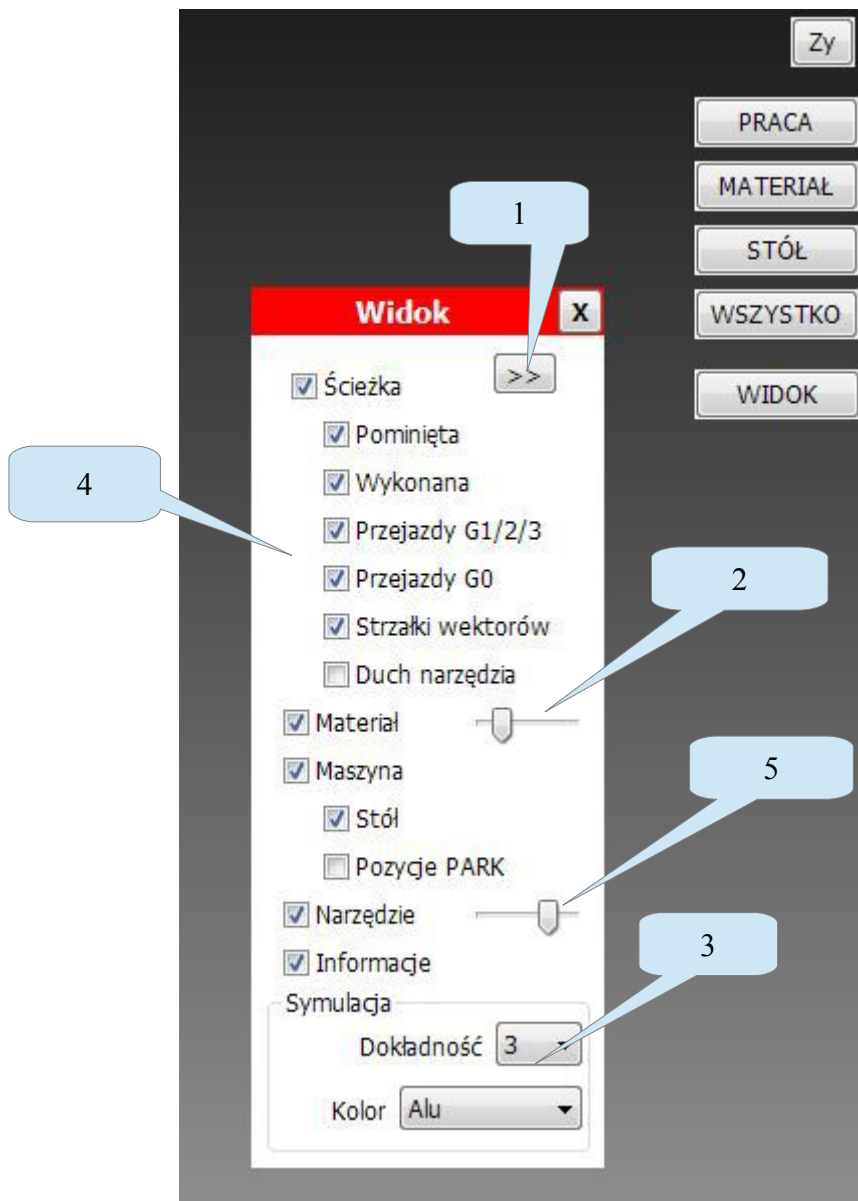 Zy
PRACA
MATERIAŁ
STÓŁ
WSZYSTKO
WIDOK
1
Widok X
>>
Ścieżka
Pominięta
Wykonana
4
Przejazdy G1/2/3
Przejazdy G0
2
Strzałki wektorów
Duch narzędzia
Materiał
Maszyna
5
Stół
Pozycje PARK
Narzędzie
3
Informacje
Symulacja
Dokładność 3
Kolor Alu